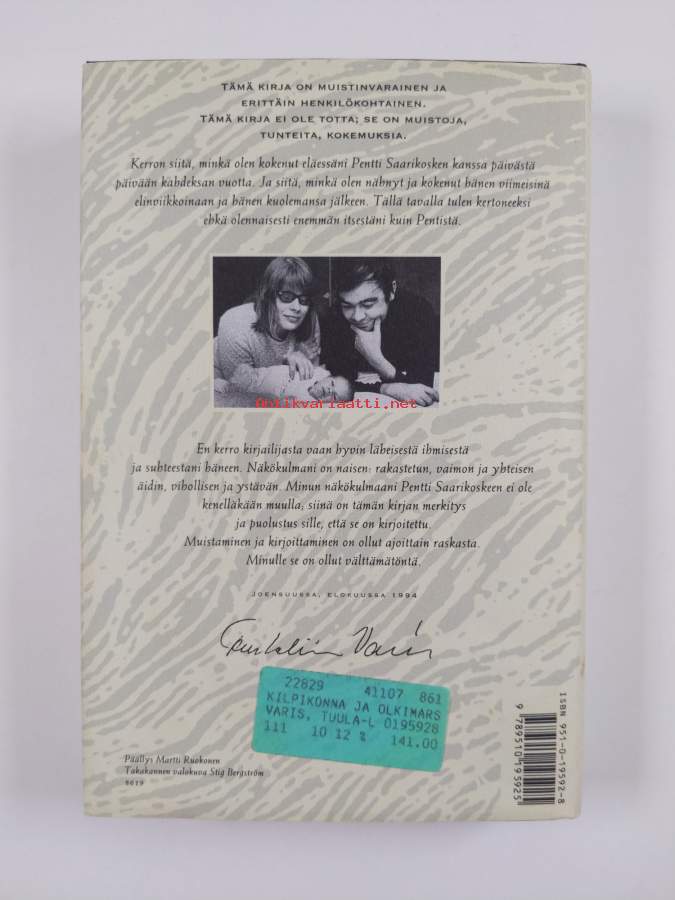 TÄMÄ KIRJA ON MUISTINVARAINEN JA
ERITTÄIN HENKILÖKOHTAINEN.
TÄMÄ KIRJA EI OLE TOTTA; SE ON MUISTOJA,
TUNTEITA, KOKEMUKSIA.
Kerron siitä, minkä olen kokenut eläessäni Pentti Saarikosken kanssa päivästä
päivään kahdeksan vuotta. Ja siitä, minkä olen nähnyt ja kokenut hänen viimeisinä
elinviikkoinaan ja hänen kuolemansa jälkeen. Tällä tavalla tulen kertoneeksi
ehkä olennaisesti enemmän itsestäni kuin Pentistä.
Antikvariaatti.net
En kerro kirjailijasta vaan hyvin läheisestä ihmisestä
ja suhteestani häneen. Näkökulmani on naisen: rakastetun, vaimon ja yhteisen
äidin, vihollisen ja ystävän. Minun näkökulmaani Pentti Saarikoskeen ei ole
kenelläkään muulla; siinä on tämän kirjan merkitys
ja puolustus sille, että se on kirjoitettu.
Muistaminen ja kirjoittaminen on ollut ajoittain raskasta.
Minulle se on ollut välttämätöntä.
JOENSUUSSA, ELOKUUSSA 1994
22829 41107 861
KILPIKONNA JA OLKIMARS
VARIS, TUULA-L 0195928
111 10 12 % 141.00
Päällys Martti Ruokonen
Takakannen valokuva Stig Bergström
8619
ISBN 951-0-19592-8
9 789510 195925